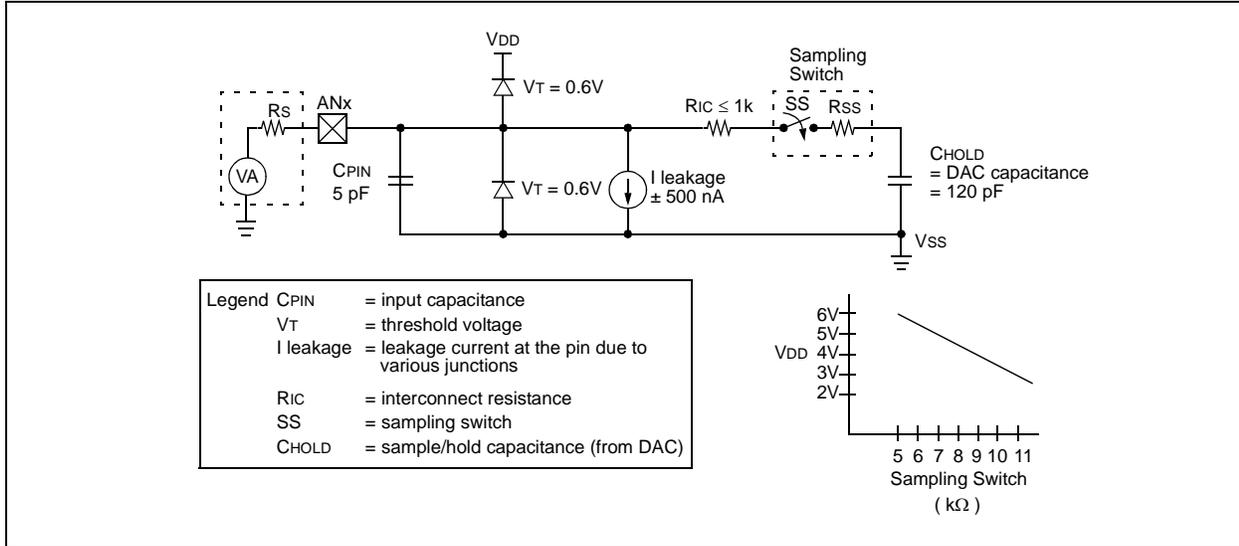 VDD
Sampling
Switch
VT = 0.6V
RS
ANx
RIC ≤ 1k
SS
RSS
CHOLD
= DAC capacitance
= 120 pF
VA
CPIN
5 pF
VT = 0.6V
I leakage
± 500 nA
VSS
Legend CPIN = input capacitance
VT = threshold voltage
I leakage = leakage current at the pin due to
various junctions
RIC = interconnect resistance
SS = sampling switch
CHOLD = sample/hold capacitance (from DAC)
6V
5V
VDD 4V
3V
2V
5 6 7 8 9 10 11
Sampling Switch
( kΩ )